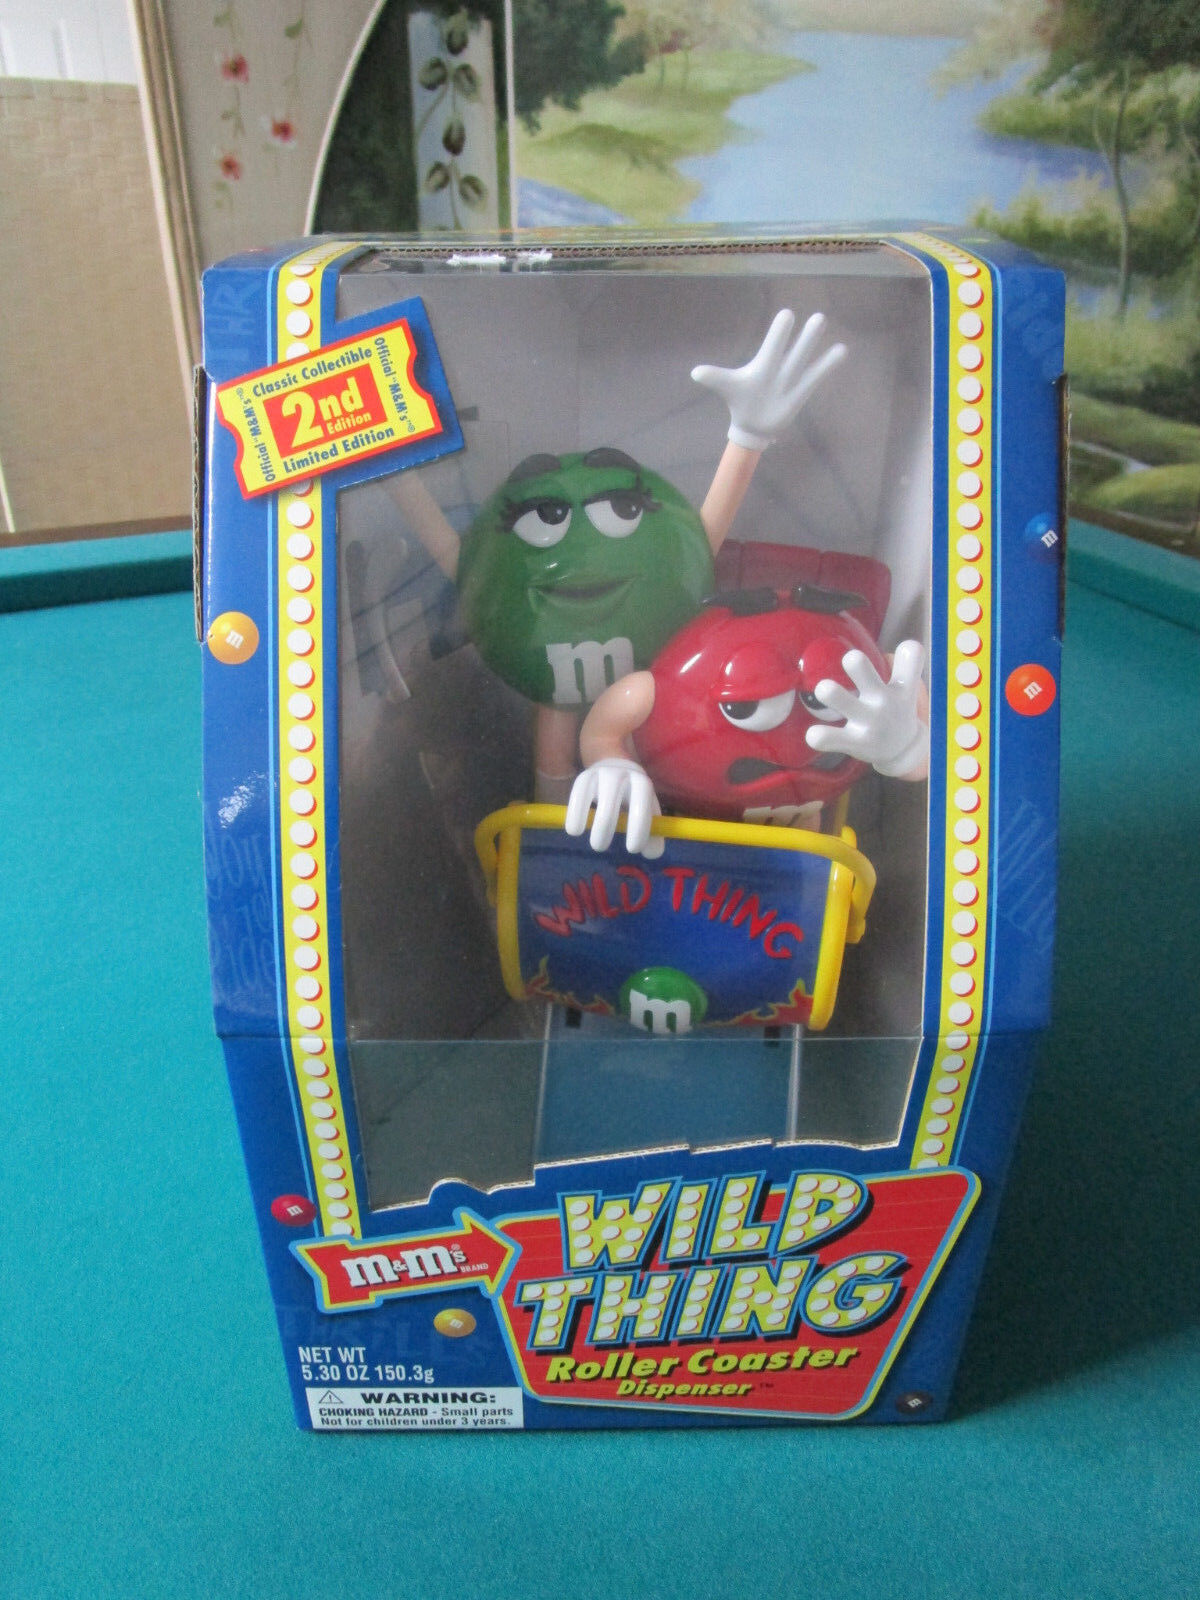 Classic Collectible
Official "M&M's"®
2nd
Edition
Official "M&M's"®
Limited Edition
m
m
m
m
m
WILD THING
m
m
m&m's®
BRAND
WILD
THING
Roller Coaster
Dispenser™
m
m
NET WT
5.30 OZ 150.3g
WARNING:
CHOKING HAZARD - Small parts
Not for children under 3 years.